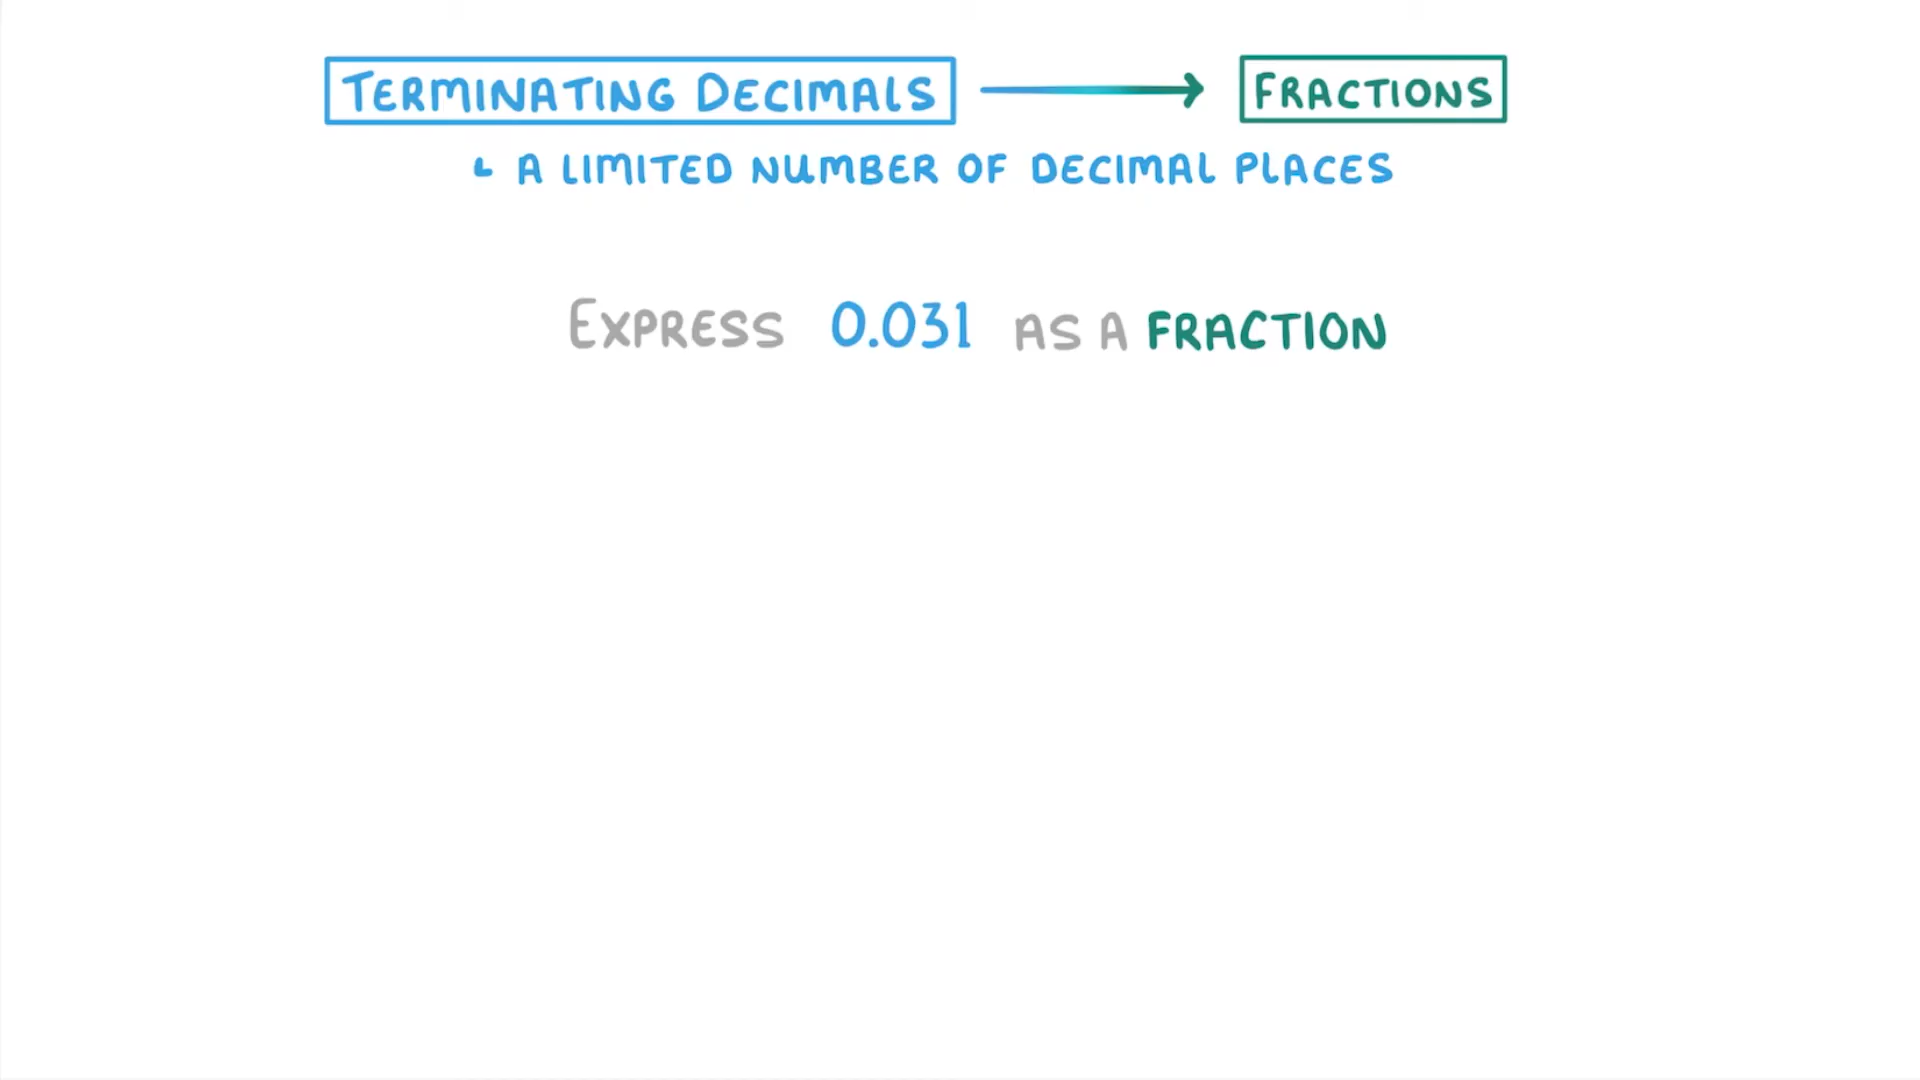 TERMINATING DECIMALS → FRACTIONS
↳ A LIMITED NUMBER OF DECIMAL PLACES
EXPRESS 0.031 AS A FRACTION